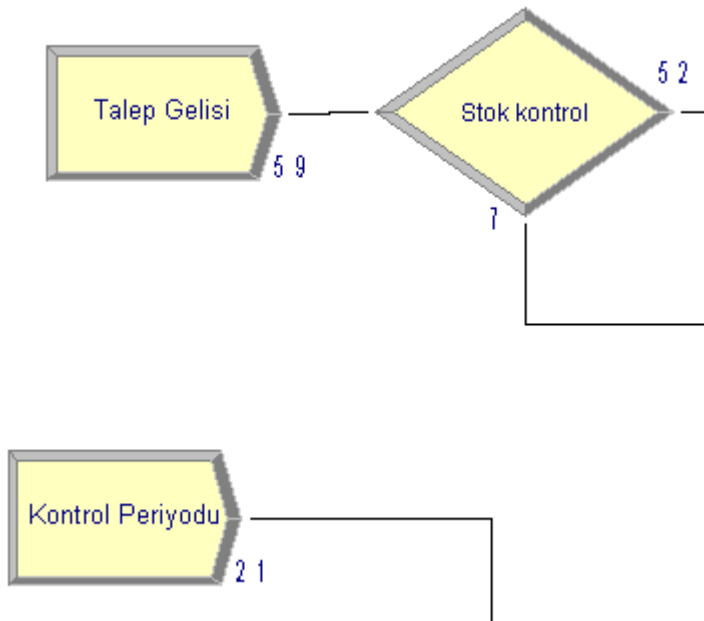 Talep Gelisi
5 9
Stok kontrol
5 2
7
Kontrol Periyodu
2 1